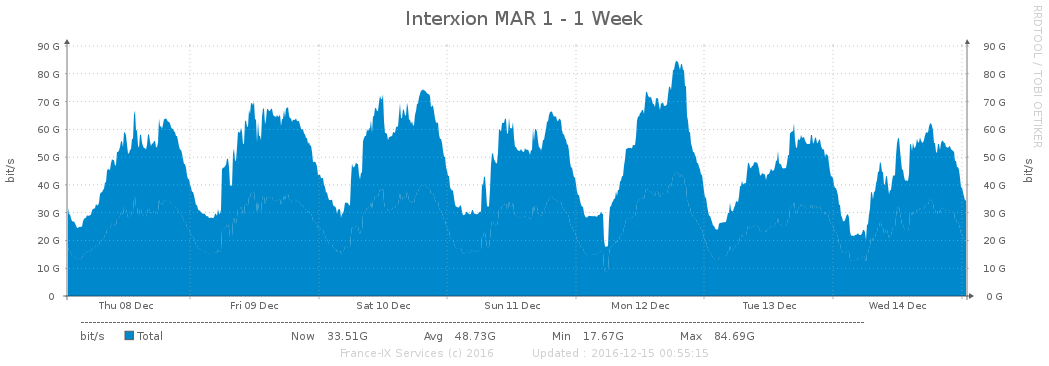 Interxion MAR 1 - 1 Week
RRDTOOL / TOBI OETIKER
90 G 90 G
80 G 80 G
70 G 70 G
60 G 60 G
50 G 50 G
40 G 40 G
30 G 30 G
20 G 20 G
10 G 10 G
0 0 G
bit/s
bit/s
Thu 08 Dec Fri 09 Dec Sat 10 Dec Sun 11 Dec Mon 12 Dec Tue 13 Dec Wed 14 Dec
bit/s Total Now 33.51G Avg 48.73G Min 17.67G Max 84.69G
France-IX Services (c) 2016 Updated : 2016-12-15 00:55:15